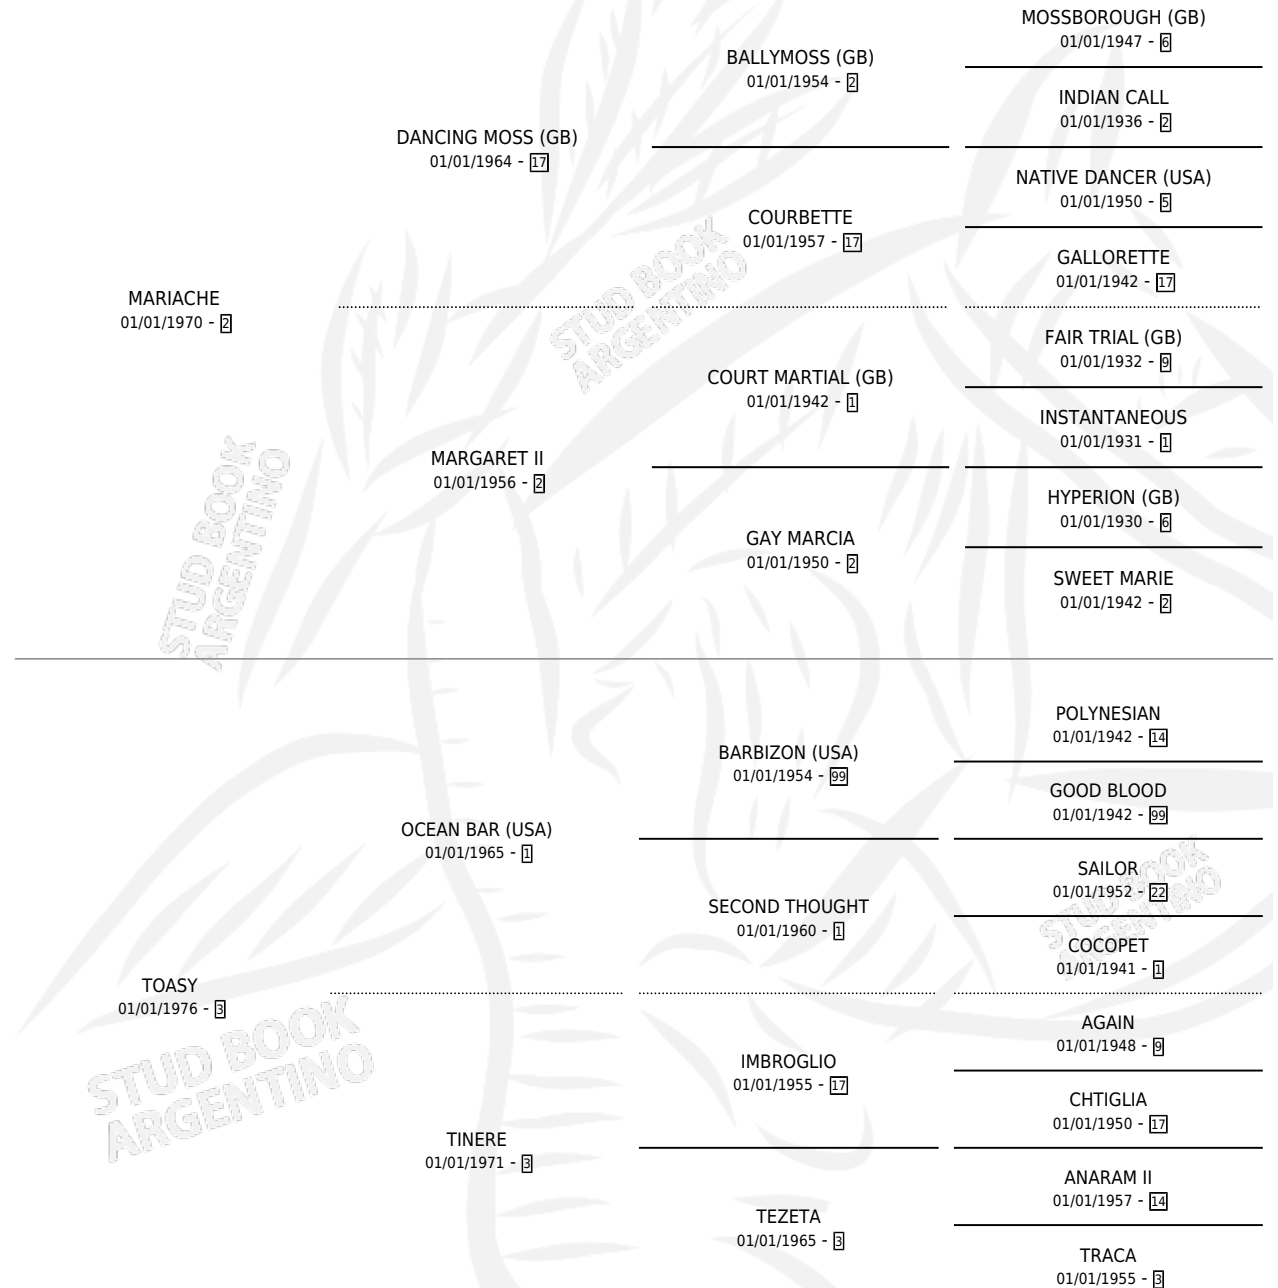 MOSSBOROUGH (GB)
01/01/1947 - 6
BALLYMOSS (GB)
01/01/1954 - 2
INDIAN CALL
01/01/1936 - 2
DANCING MOSS (GB)
01/01/1964 - 17
NATIVE DANCER (USA)
01/01/1950 - 5
COURBETTE
01/01/1957 - 17
GALLORETTE
01/01/1942 - 17
MARIACHE
01/01/1970 - 2
FAIR TRIAL (GB)
01/01/1932 - 9
COURT MARTIAL (GB)
01/01/1942 - 1
INSTANTANEOUS
01/01/1931 - 1
MARGARET II
01/01/1956 - 2
HYPERION (GB)
01/01/1930 - 6
GAY MARCIA
01/01/1950 - 2
SWEET MARIE
01/01/1942 - 2
POLYNESIAN
01/01/1942 - 14
BARBIZON (USA)
01/01/1954 - 99
GOOD BLOOD
01/01/1942 - 99
OCEAN BAR (USA)
01/01/1965 - 1
SAILOR
01/01/1952 - 22
SECOND THOUGHT
01/01/1960 - 1
COCOPET
01/01/1941 - 1
TOASY
01/01/1976 - 3
AGAIN
01/01/1948 - 9
IMBROGLIO
01/01/1955 - 17
CHTIGLIA
01/01/1950 - 17
TINERE
01/01/1971 - 3
ANARAM II
01/01/1957 - 14
TEZETA
01/01/1965 - 3
TRACA
01/01/1955 - 3
STUD BOOK
ARGENTINO
STUD BOOK
ARGENTINO
STUD BOOK
ARGENTINO
STUD BOOK
ARGENTINO